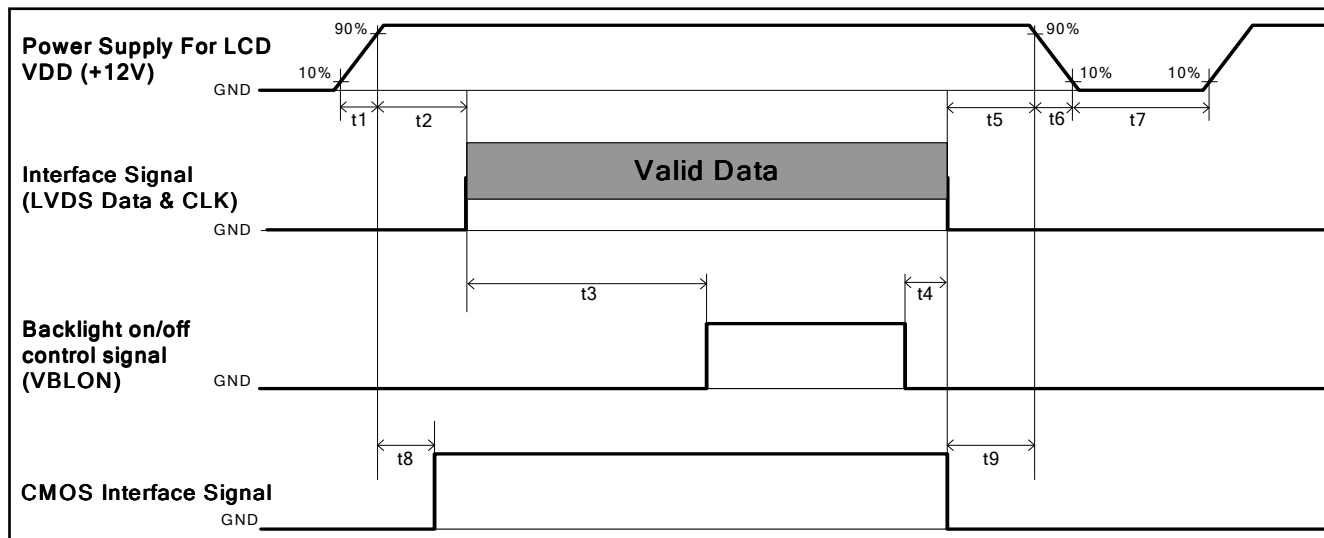 90%
90%
Power Supply For LCD
VDD (+12V)
10%
10%
10%
GND
t1
t2
t5
t6
t7
Valid Data
Interface Signal
(LVDS Data & CLK)
GND
t3
t4
Backlight on/off
control signal
(VBLON)
GND
t8
t9
CMOS Interface Signal
GND